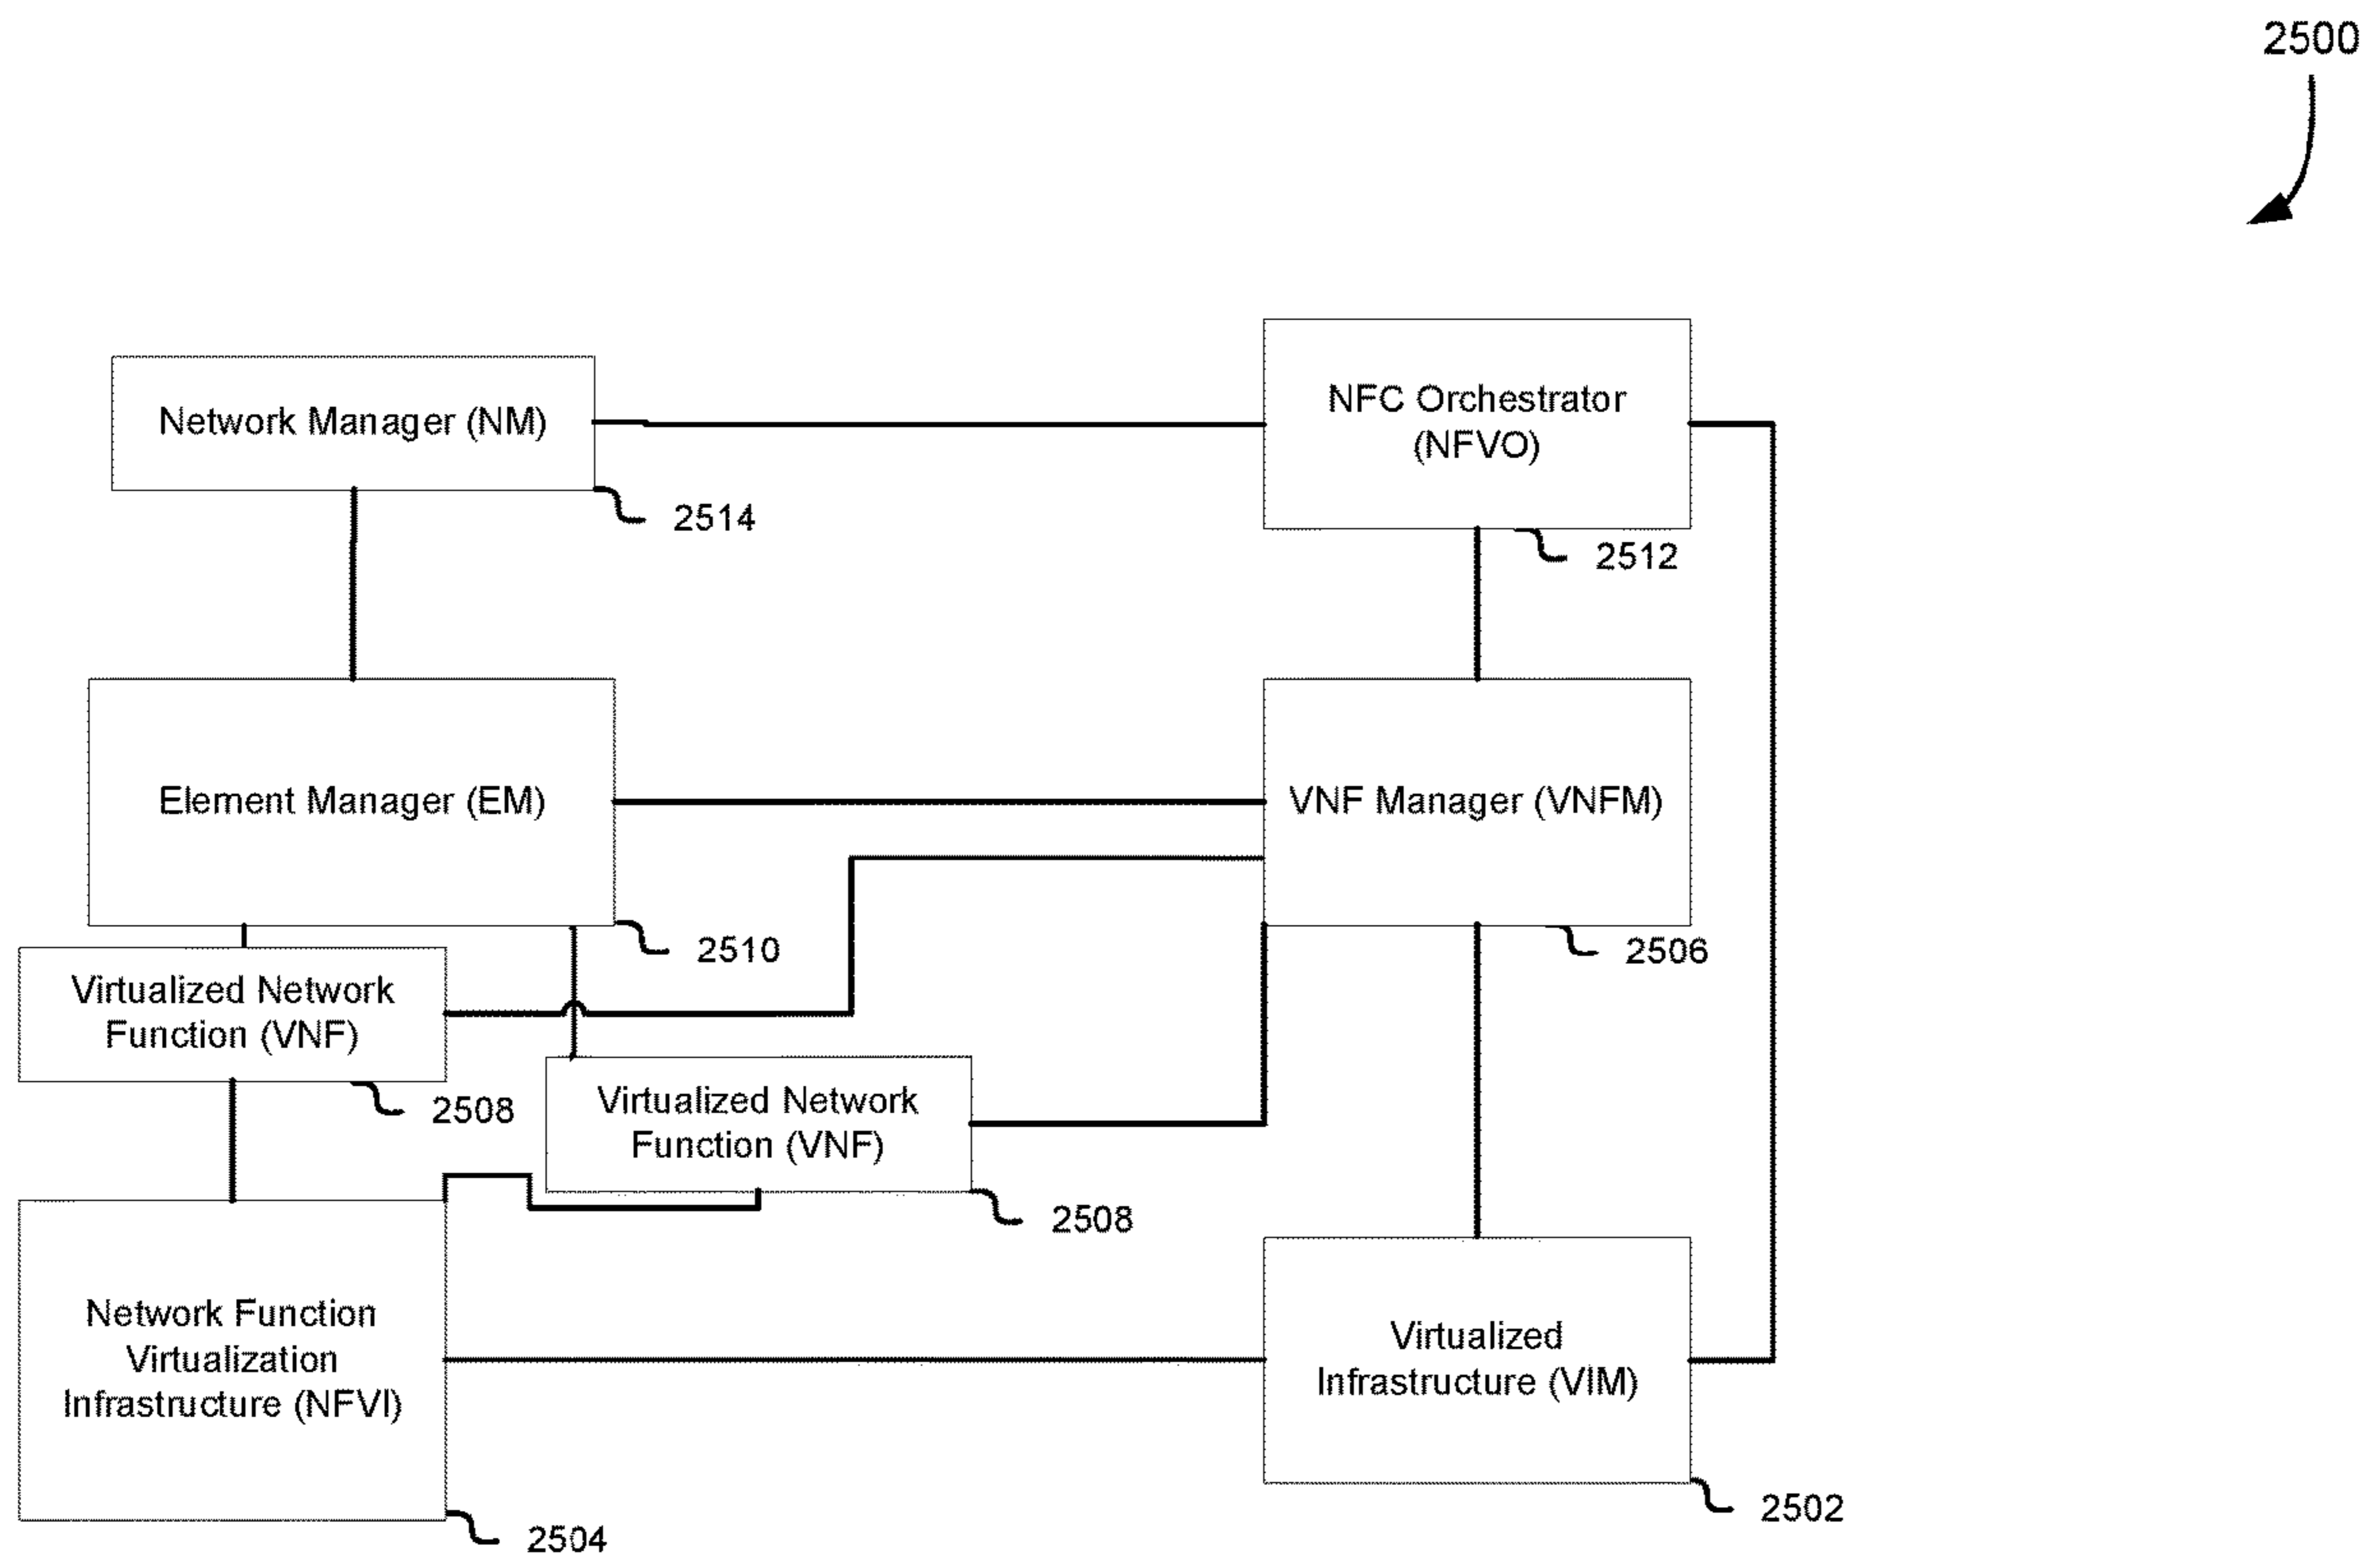 2500
Network Manager (NM)
2514
NFC Orchestrator
(NFVO)
2512
Element Manager (EM)
2510
VNF Manager (VNFM)
2506
Virtualized Network
Function (VNF)
2508
Virtualized Network
Function (VNF)
2508
Network Function
Virtualization
Infrastructure (NFVI)
2504
Virtualized
Infrastructure (VIM)
2502